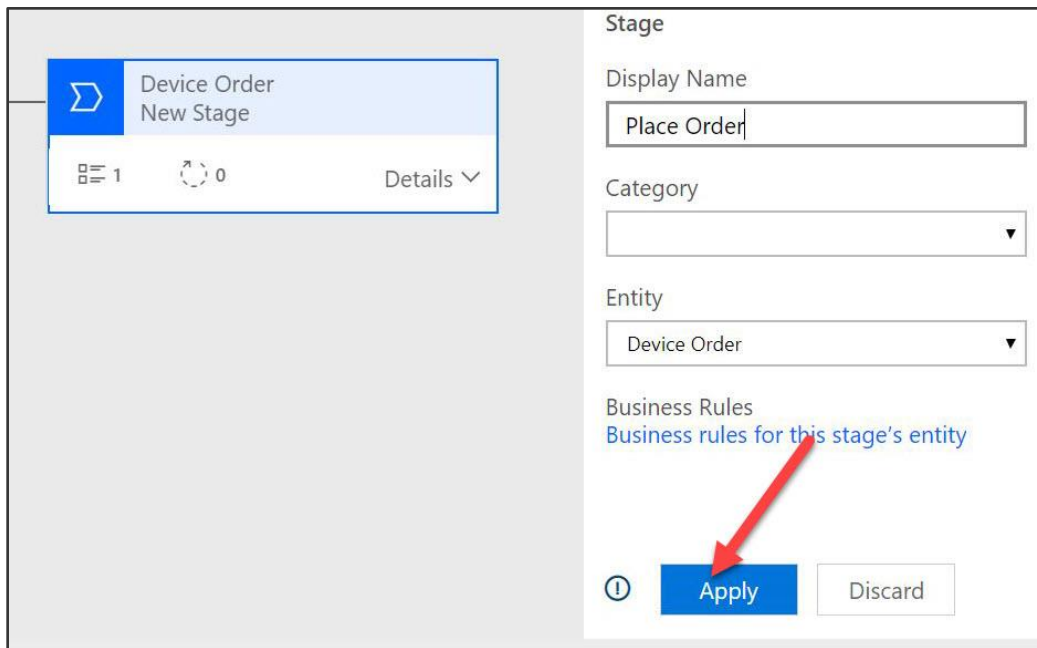 Device Order
New Stage
1
0
Details
Stage
Display Name
Place Order
Category
Entity
Device Order
Business Rules
Business rules for this stage's entity
Apply
Discard